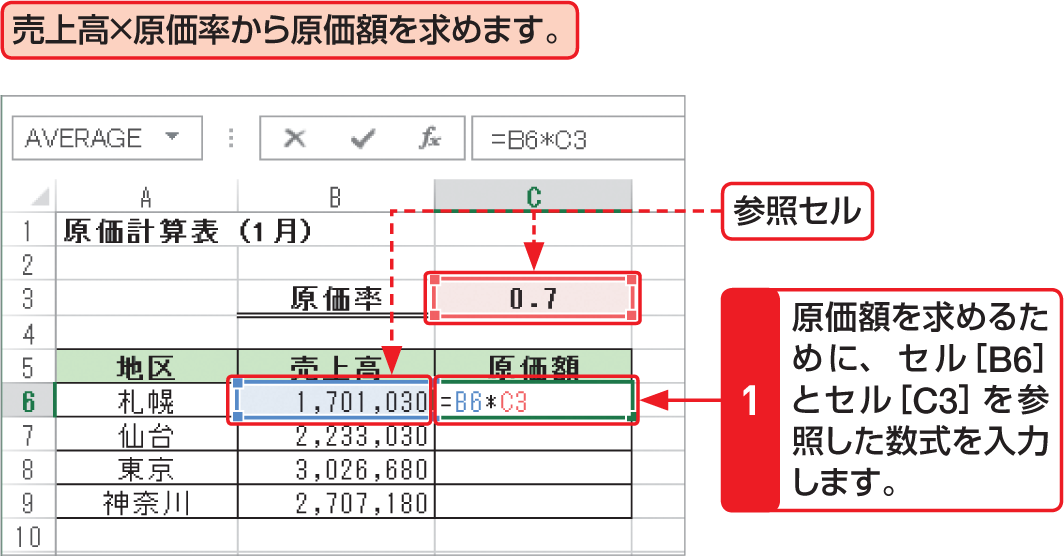 売上高×原価率から原価額を求めます。
AVERAGE fx =B6*C3
A B C
参照セル
1 原価計算表 (1月)
2
3 原価率 0.7
4
5 地区 売上高 原価額
6 札幌 1,701,030 =B6*C3
7 仙台 2,233,030
8 東京 3,026,680
9 神奈川 2,707,180
10
1
原価額を求めるた
めに、セル[B6]
とセル[C3]を参
照した数式を入力
します。